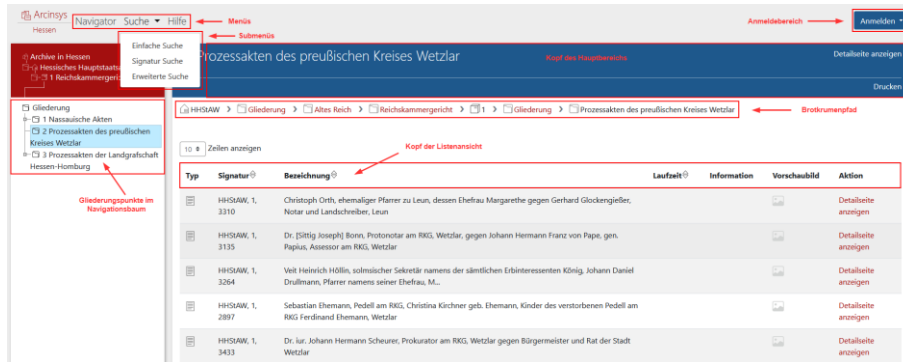 Arcinsys
Hessen
Navigator Suche Hilfe
Menüs
Anmeldebereich
Anmelden
Submenüs
Einfache Suche
Signatur Suche
Erweiterte Suche
Archive in Hessen
Hessisches Hauptstaats
1 Reichskammergeri
Prozessakten des preußischen Kreises Wetzlar
Kopf des Hauptbereichs
Detailseite anzeigen
Drucken
Gliederung
1 Nassauische Akten
2 Prozessakten des preußischen
Kreises Wetzlar
3 Prozessakten der Landgrafschaft
Hessen-Homburg
Gliederungspunkte im
Navigationsbaum
HHStAW > Gliederung > Altes Reich > Reichskammergericht > 1 > Gliederung > Prozessakten des preußischen Kreises Wetzlar
Brotkrumenpfad
10 Zeilen anzeigen
Kopf der Listenansicht
Typ Signatur Bezeichnung Laufzeit Information Vorschaubild Aktion
HHStAW, 1, Christoph Orth, ehemaliger Pfarrer zu Leun, dessen Ehefrau Margarethe gegen Gerhard Glockengießer, Detailseite
3310 Notar und Landschreiber, Leun anzeigen
HHStAW, 1, Dr. [Sittig Joseph] Bonn, Protonotar am RKG, Wetzlar, gegen Johann Hermann Franz von Pape, gen. Detailseite
3135 Papius, Assessor am RKG, Wetzlar anzeigen
HHStAW, 1, Veit Heinrich Höllin, solmsischer Sekretär namens der sämtlichen Erbinteressenten König, Johann Daniel Detailseite
3264 Drullmann, Pfarrer namens seiner Ehefrau, M... anzeigen
HHStAW, 1, Sebastian Ehemann, Pedell am RKG, Christina Kirchner geb. Ehemann, Kinder des verstorbenen Pedell am Detailseite
2897 RKG Ferdinand Ehemann, Wetzlar anzeigen
HHStAW, 1, Dr. iur. Johann Hermann Scheurer, Prokurator am RKG, Wetzlar gegen Bürgermeister und Rat der Stadt Detailseite
3433 Wetzlar anzeigen